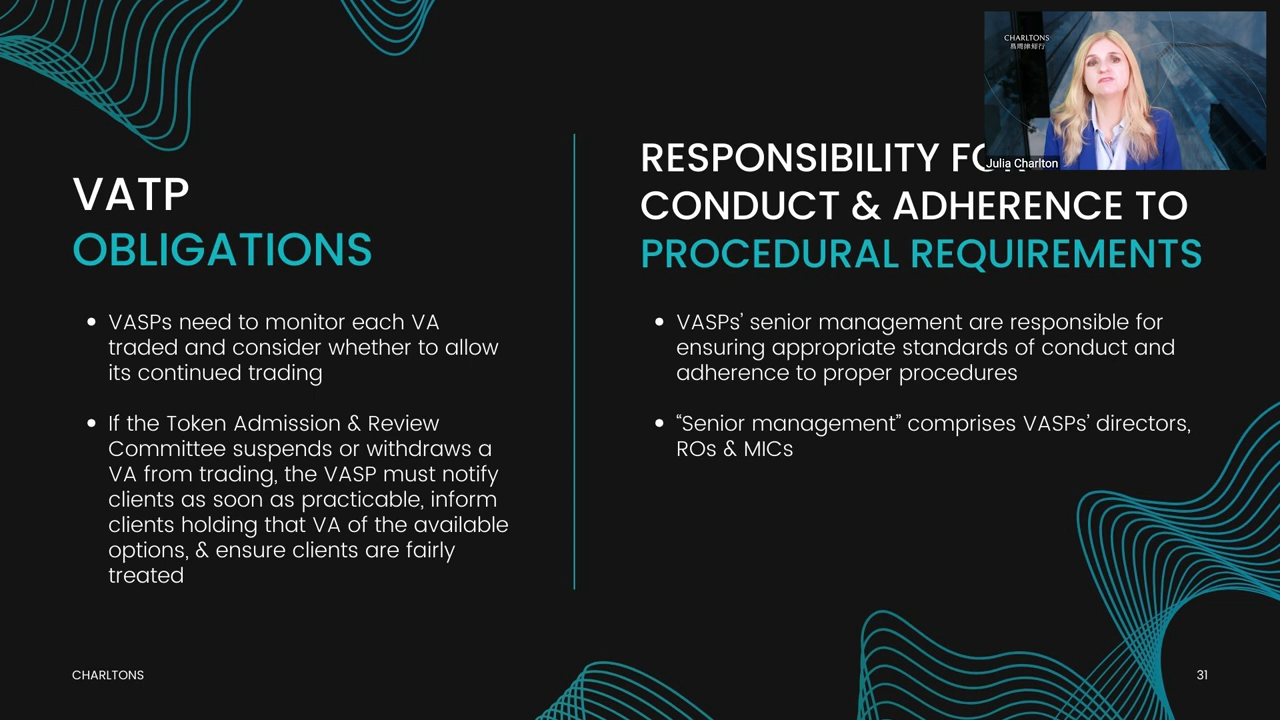 CHARLTONS
易周律師行
Julia Charlton
VATP
OBLIGATIONS
• VASPs need to monitor each VA
traded and consider whether to allow
its continued trading
• If the Token Admission & Review
Committee suspends or withdraws a
VA from trading, the VASP must notify
clients as soon as practicable, inform
clients holding that VA of the available
options, & ensure clients are fairly
treated
RESPONSIBILITY FOR
CONDUCT & ADHERENCE TO
PROCEDURAL REQUIREMENTS
• VASPs’ senior management are responsible for
ensuring appropriate standards of conduct and
adherence to proper procedures
• “Senior management” comprises VASPs’ directors,
ROs & MICs
CHARLTONS
31